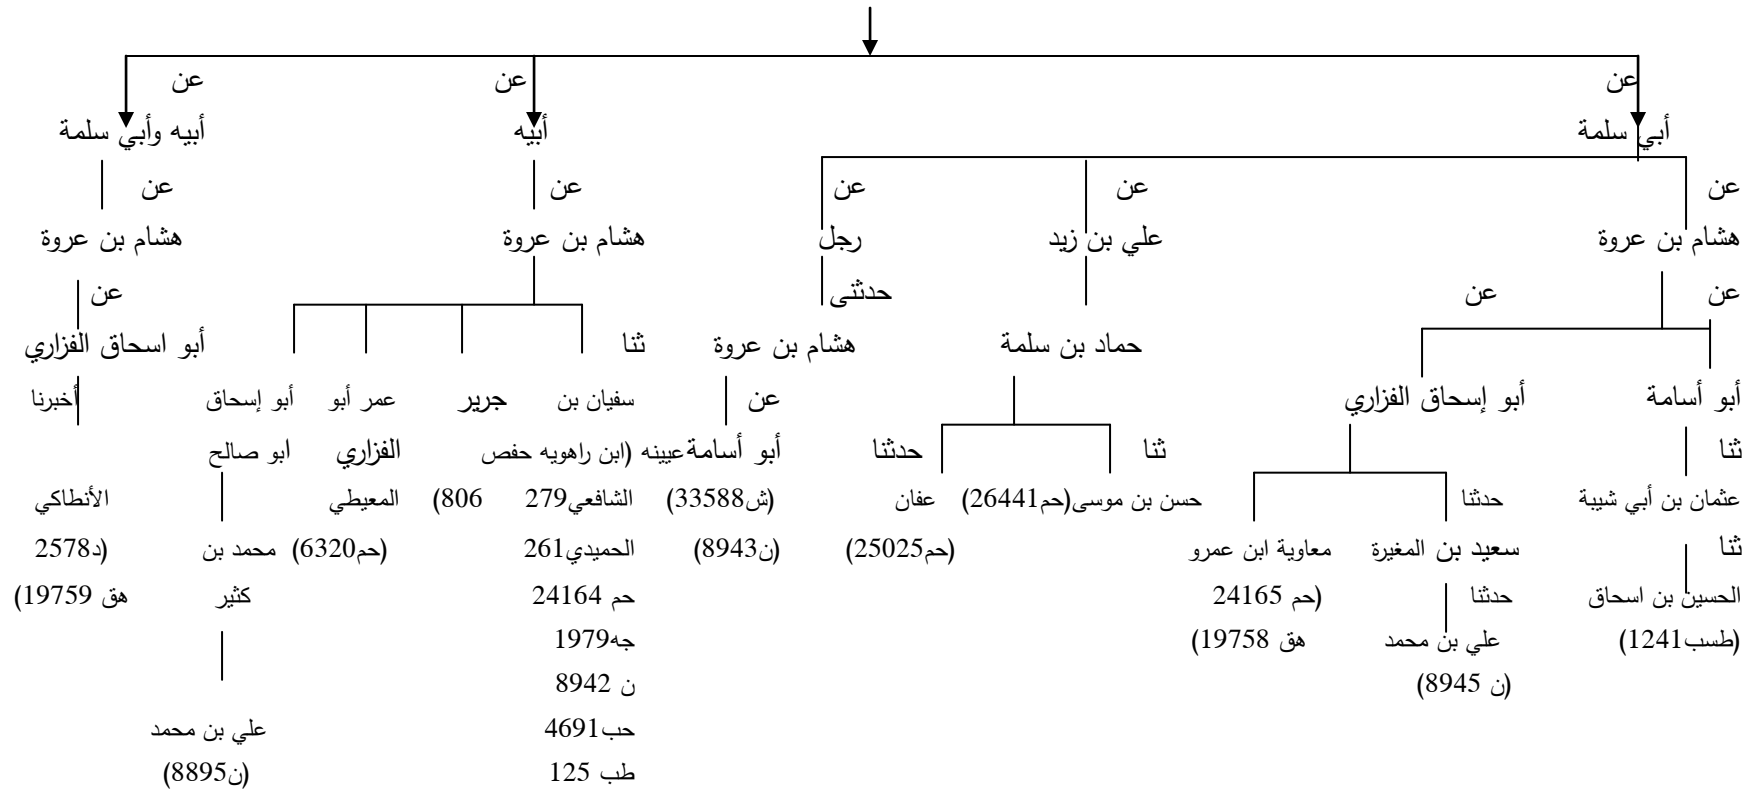 عن عن عن
أبي سلمة أبيه أبيه وأبي سلمة
عن عن عن عن عن
هشام بن عروة علي بن زيد رجل هشام بن عروة هشام بن عروة
عن عن حدثتى عن
حماد بن سلمة هشام بن عروة ثنا أبو اسحاق الفزاري
أبو أسامة أبو إسحاق الفزاري عن سفيان بن جرير عمر أبو أبو إسحاق أخبرنا
ثنا ثنا حدثنا أبو أسامة عيينه (ابن راهويه حفص الفزاري ابو صالح
عثمان بن أبي شيبة حدثنا حسن بن موسى(حم26441) عفان (ش33588) الشافعي279 806) المعيطي الأنطاكي
ثنا سعيد بن المغيرة معاوية ابن عمرو (حم25025) (ن8943) الحميدي261 (حم6320) محمد بن (د2578
الحسين بن اسحاق حدثنا (حم 24165 حم 24164 كثير هق 19759)
(طسب1241) علي بن محمد هق 19758) جه1979
(ن 8945) ن 8942
حب4691 علي بن محمد
طب 125 (ن8895)